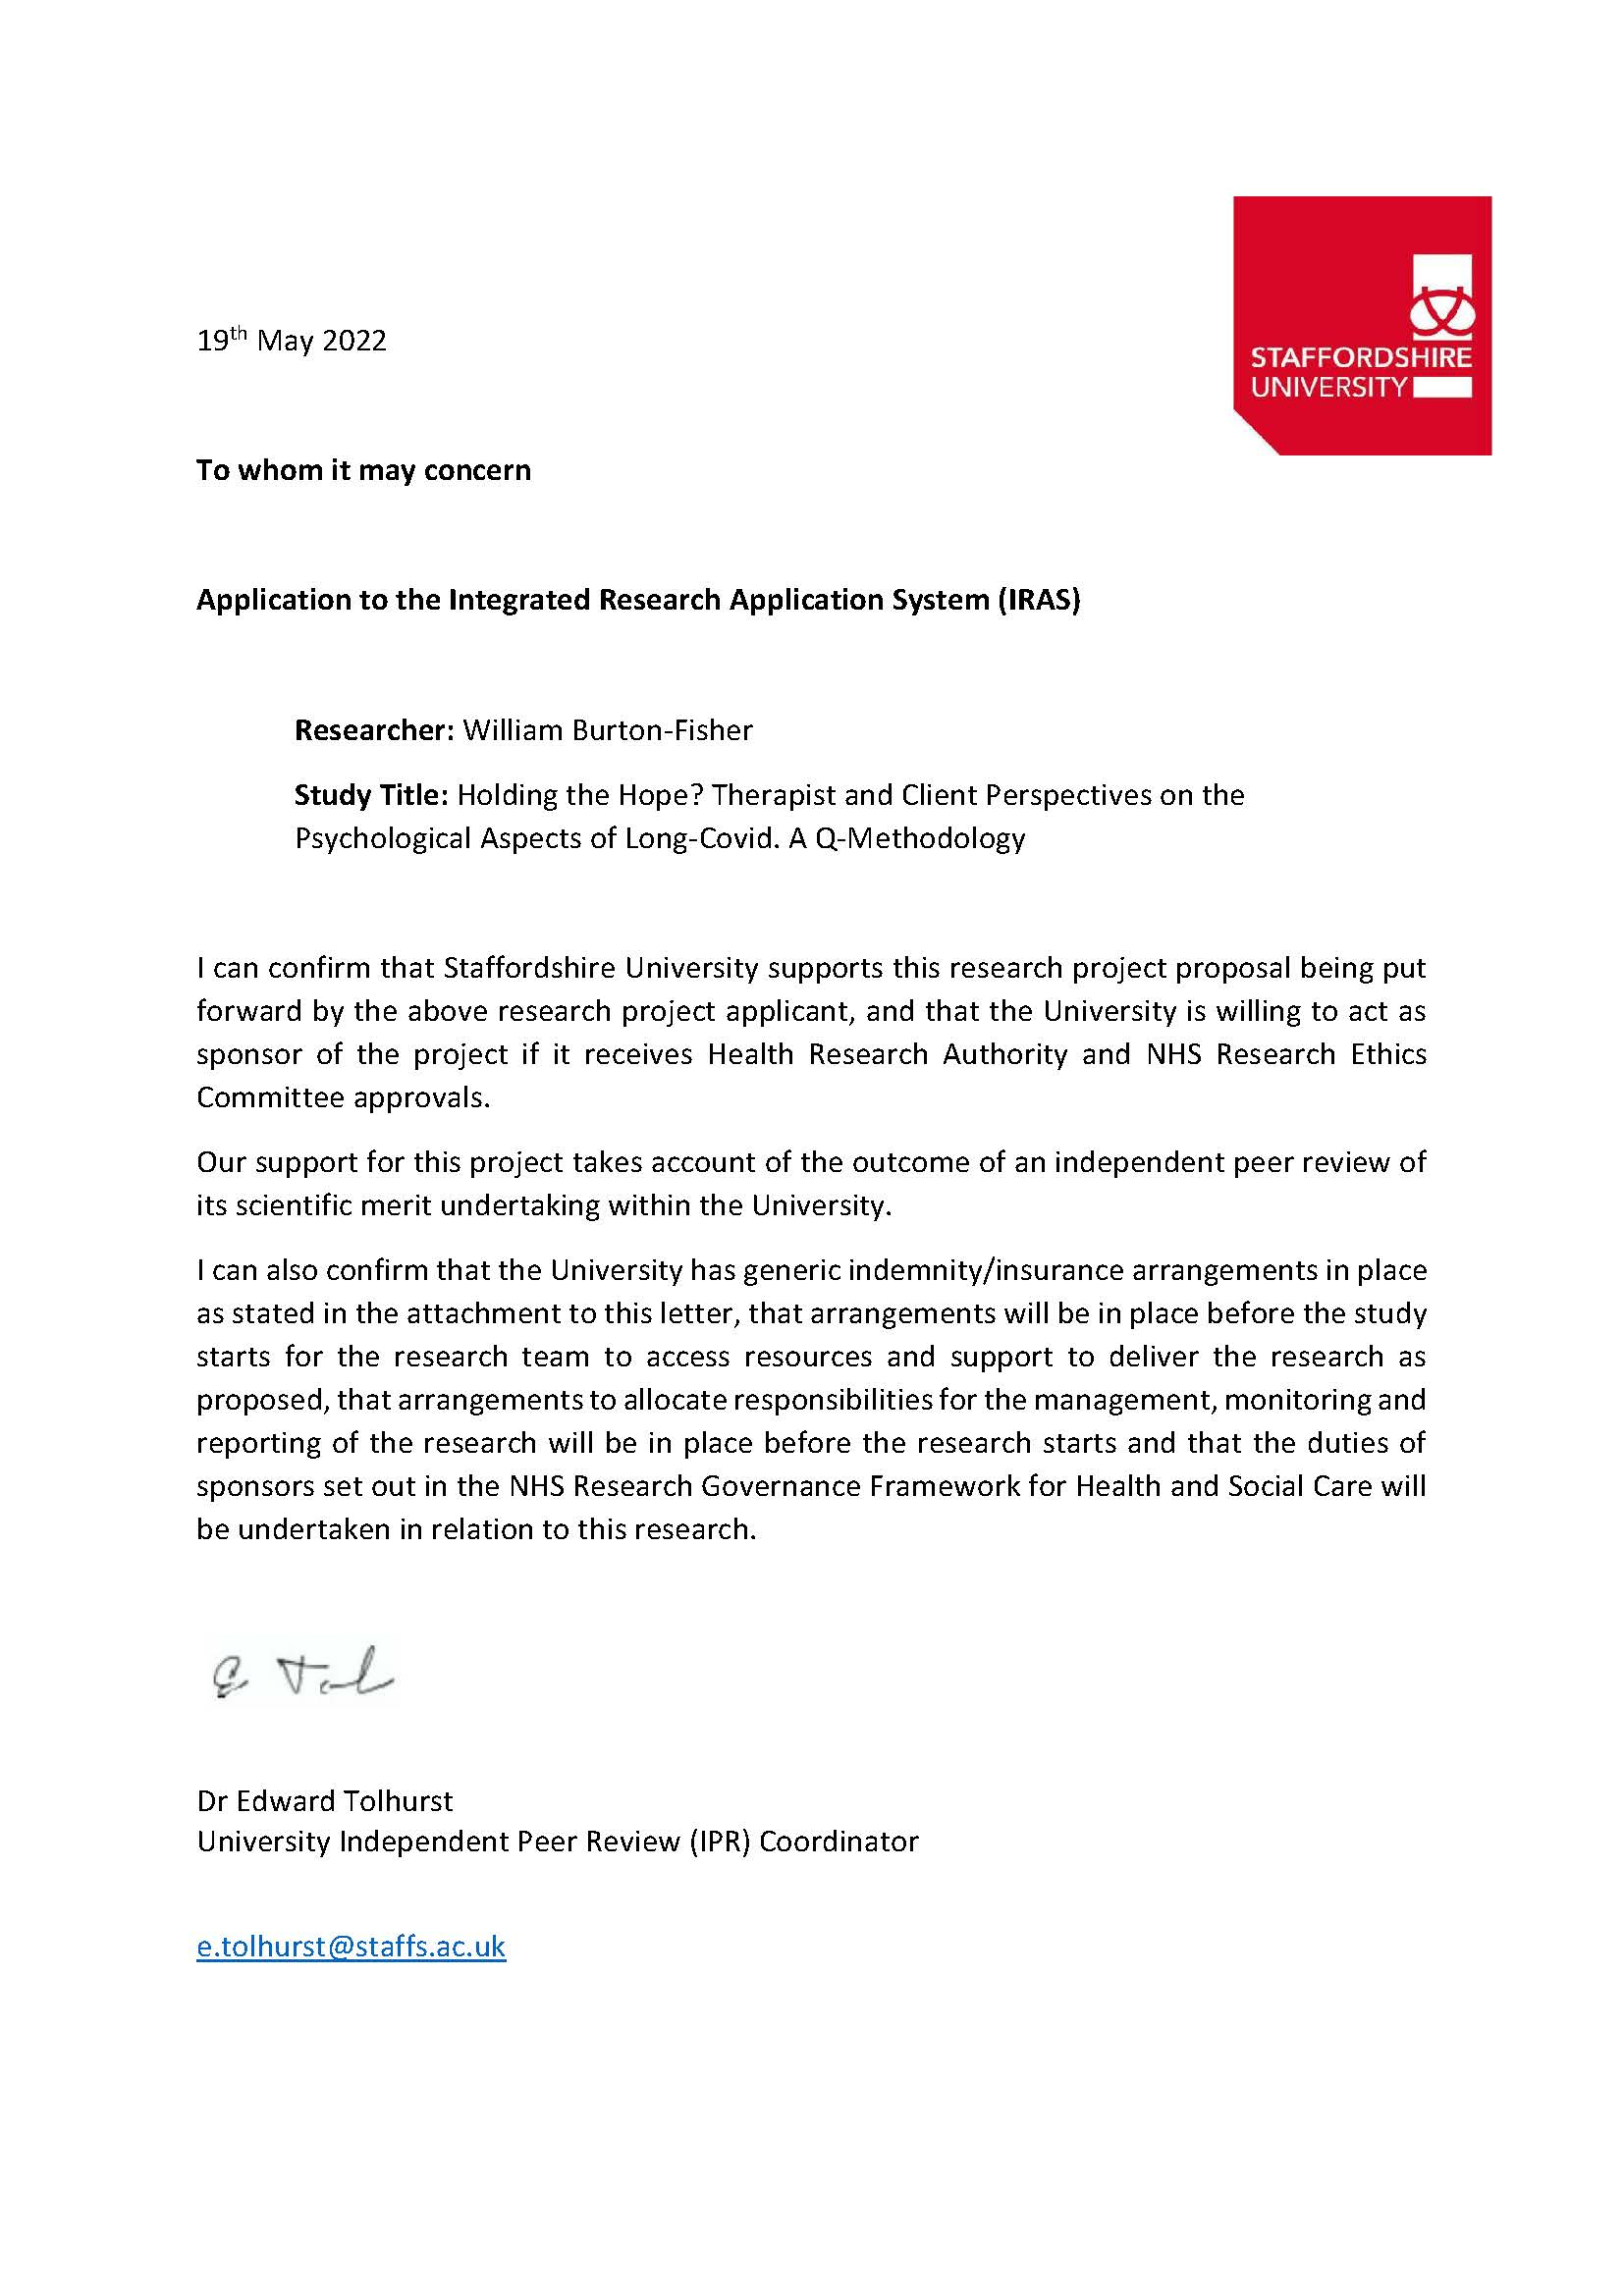 STAFFORDSHIRE
UNIVERSITY
19th May 2022
To whom it may concern
Application to the Integrated Research Application System (IRAS)
Researcher: William Burton-Fisher
Study Title: Holding the Hope? Therapist and Client Perspectives on the
Psychological Aspects of Long-Covid. A Q-Methodology
I can confirm that Staffordshire University supports this research project proposal being put
forward by the above research project applicant, and that the University is willing to act as
sponsor of the project if it receives Health Research Authority and NHS Research Ethics
Committee approvals.
Our support for this project takes account of the outcome of an independent peer review of
its scientific merit undertaking within the University.
I can also confirm that the University has generic indemnity/insurance arrangements in place
as stated in the attachment to this letter, that arrangements will be in place before the study
starts for the research team to access resources and support to deliver the research as
proposed, that arrangements to allocate responsibilities for the management, monitoring and
reporting of the research will be in place before the research starts and that the duties of
sponsors set out in the NHS Research Governance Framework for Health and Social Care will
be undertaken in relation to this research.
Dr Edward Tolhurst
University Independent Peer Review (IPR) Coordinator
e.tolhurst@staffs.ac.uk